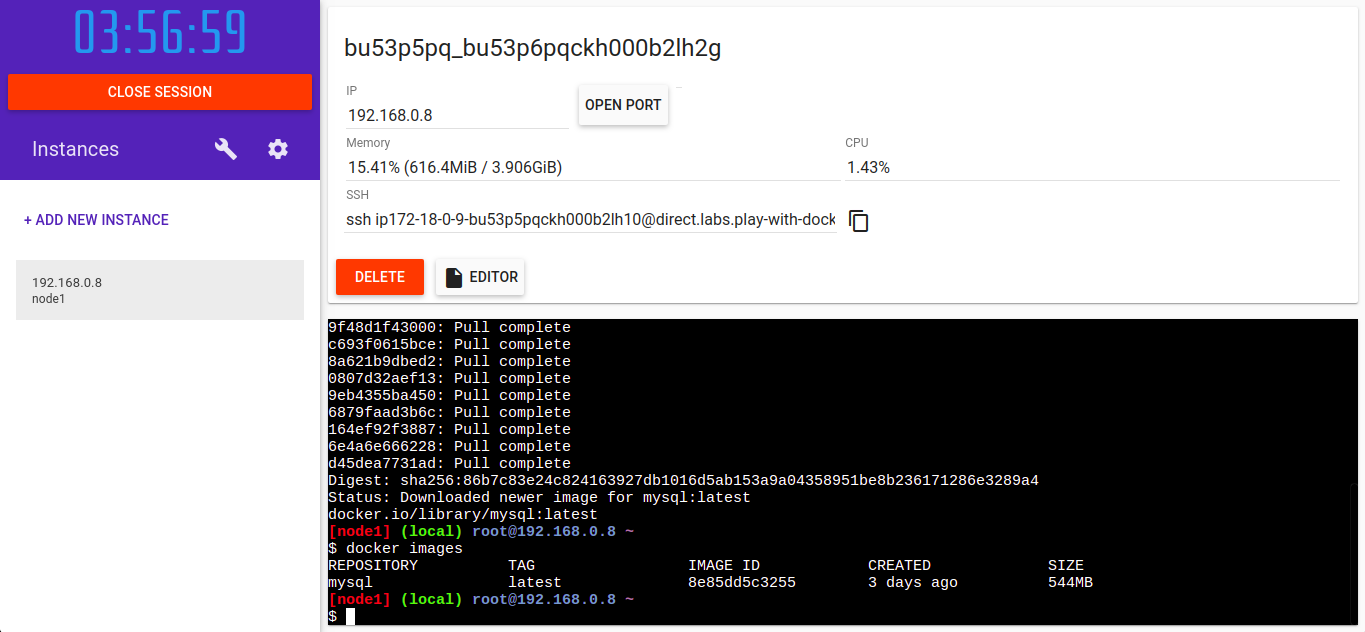 03:56:59
CLOSE SESSION
Instances
+ ADD NEW INSTANCE
192.168.0.8
node1
bu53p5pq_bu53p6pqckh000b2lh2g
IP
192.168.0.8
OPEN PORT
Memory
15.41% (616.4MiB / 3.906GiB)
CPU
1.43%
SSH
ssh ip172-18-0-9-bu53p5pqckh000b2lh10@direct.labs.play-with-dock
DELETE
EDITOR
9f48d1f43000: Pull complete
c693f0615bce: Pull complete
8a621b9dbed2: Pull complete
0807d32aef13: Pull complete
9eb4355ba450: Pull complete
6879faad3b6c: Pull complete
164ef92f3887: Pull complete
6e4a6e666228: Pull complete
d45dea7731ad: Pull complete
Digest: sha256:86b7c83e24c824163927db1016d5ab153a9a04358951be8b236171286e3289a4
Status: Downloaded newer image for mysql:latest
docker.io/library/mysql:latest
[node1] (local) root@192.168.0.8 ~
$ docker images
REPOSITORY TAG IMAGE ID CREATED SIZE
mysql latest 8e85dd5c3255 3 days ago 544MB
[node1] (local) root@192.168.0.8 ~
$